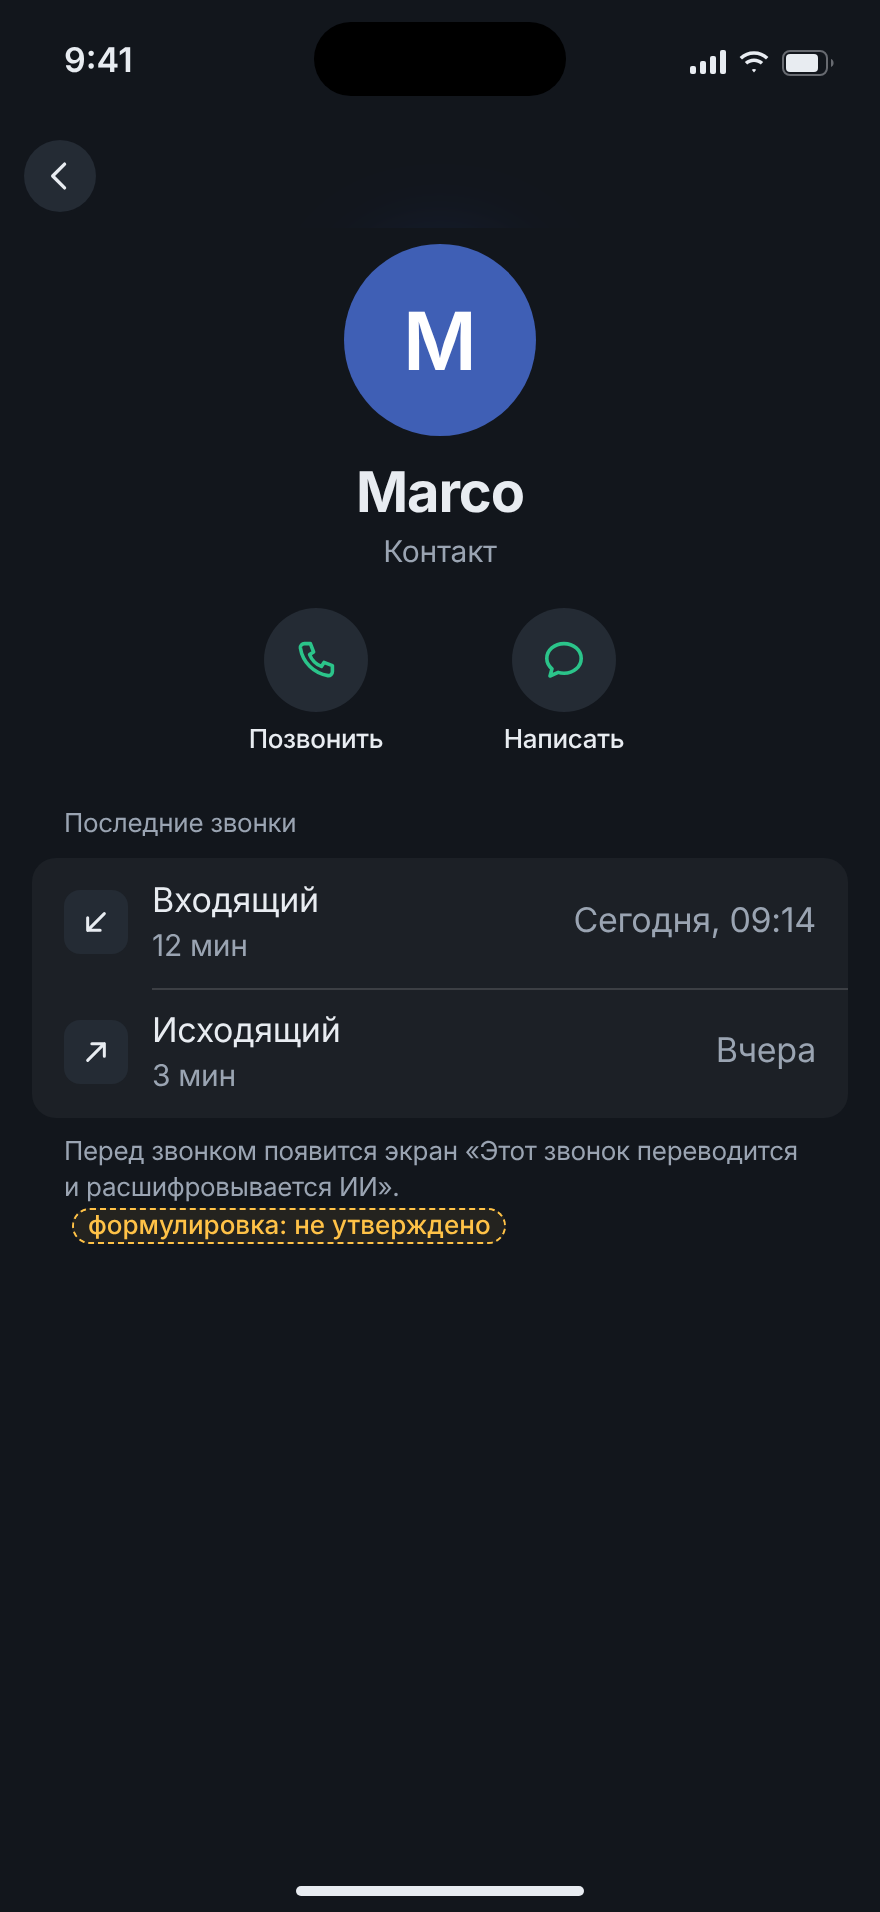 9:41
M
Marco
Контакт
Позвонить
Написать
Последние звонки
Входящий
12 мин
Сегодня, 09:14
Исходящий
3 мин
Вчера
Перед звонком появится экран «Этот звонок переводится
и расшифровывается ИИ».
формулировка: не утверждено